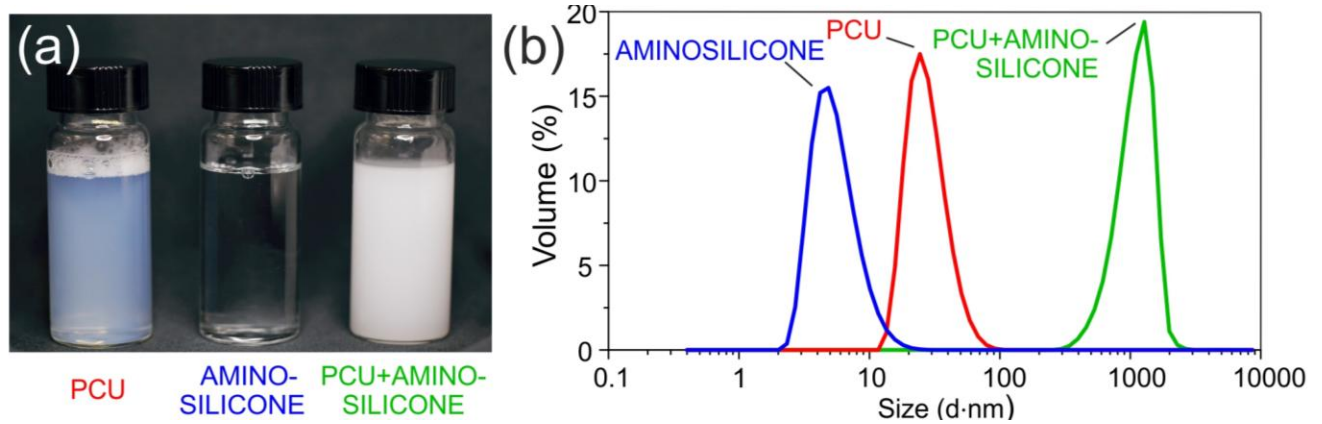 (a)
PCU
AMINO-
SILICONE
PCU+AMINO-
SILICONE
(b)
20
15
10
5
0
Volume (%)
AMINOSILICONE
PCU
PCU+AMINO-
SILICONE
0.1
1
10
100
1000
10000
Size (d·nm)